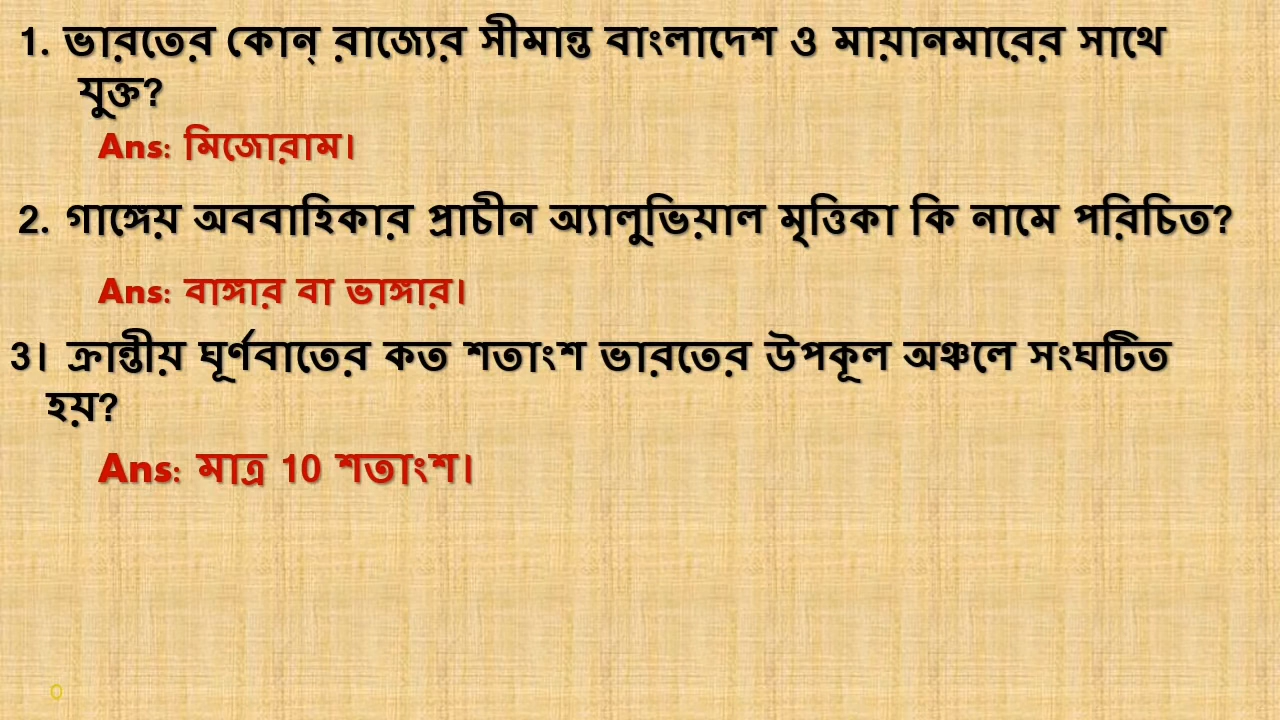 1. ভারতের কোন্ রাজ্যের সীমান্ত বাংলাদেশ ও মায়ানমারের সাথে
যুক্ত?
Ans: মিজোরাম।
2. গাঙ্গেয় অববাহিকার প্রাচীন অ্যালুভিয়াল মৃত্তিকা কি নামে পরিচিত?
Ans: বাঙ্গার বা ভাঙ্গার।
3। ক্রান্তীয় ঘূর্ণবাতের কত শতাংশ ভারতের উপকূল অঞ্চলে সংঘটিত
হয়?
Ans: মাত্র 10 শতাংশ।
0